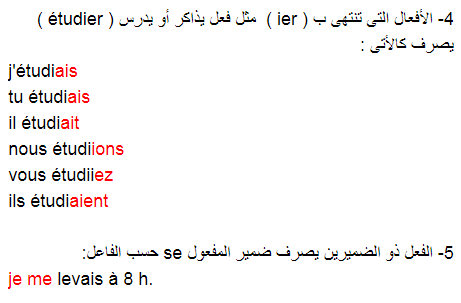 4- الأفعال التى تنتهى ب ( ier ) مثل فعل يذاكر أو يدرس ( étudier )
يصرف كالأتى :
j'étudiais
tu étudiais
il étudiait
nous étudiions
vous étudiiez
ils étudiaient
5- الفعل ذو الضميرين يصرف ضمير المفعول se حسب الفاعل:
je me levais à 8 h.